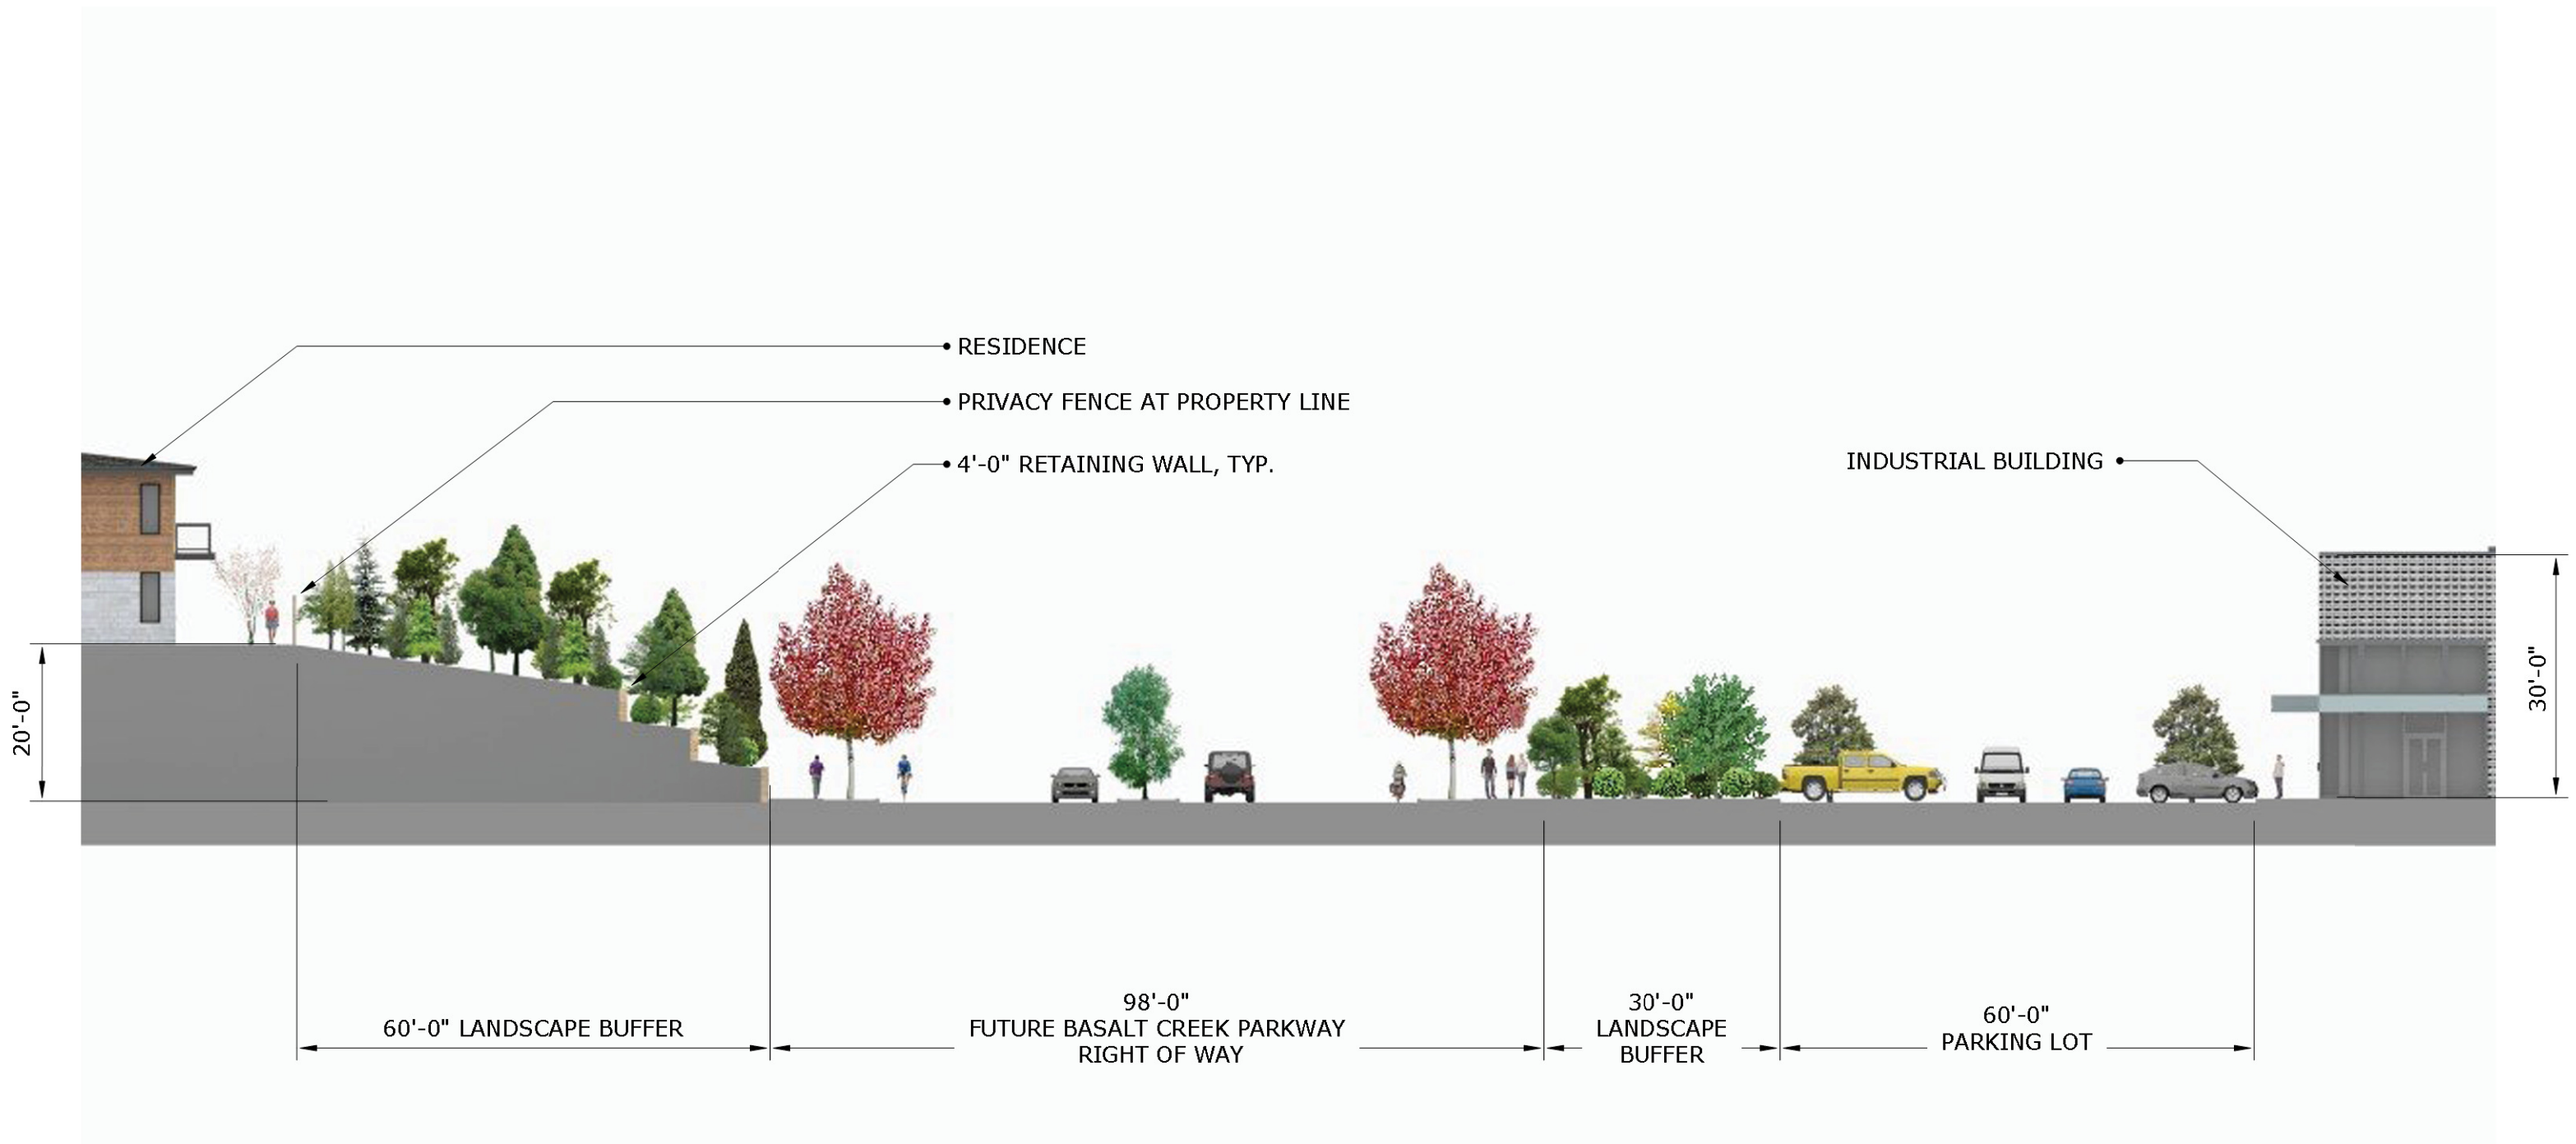 RESIDENCE
PRIVACY FENCE AT PROPERTY LINE
4'-0" RETAINING WALL, TYP.
INDUSTRIAL BUILDING
20'-0"
30'-0"
60'-0" LANDSCAPE BUFFER
98'-0"
FUTURE BASALT CREEK PARKWAY
RIGHT OF WAY
30'-0"
LANDSCAPE
BUFFER
60'-0"
PARKING LOT